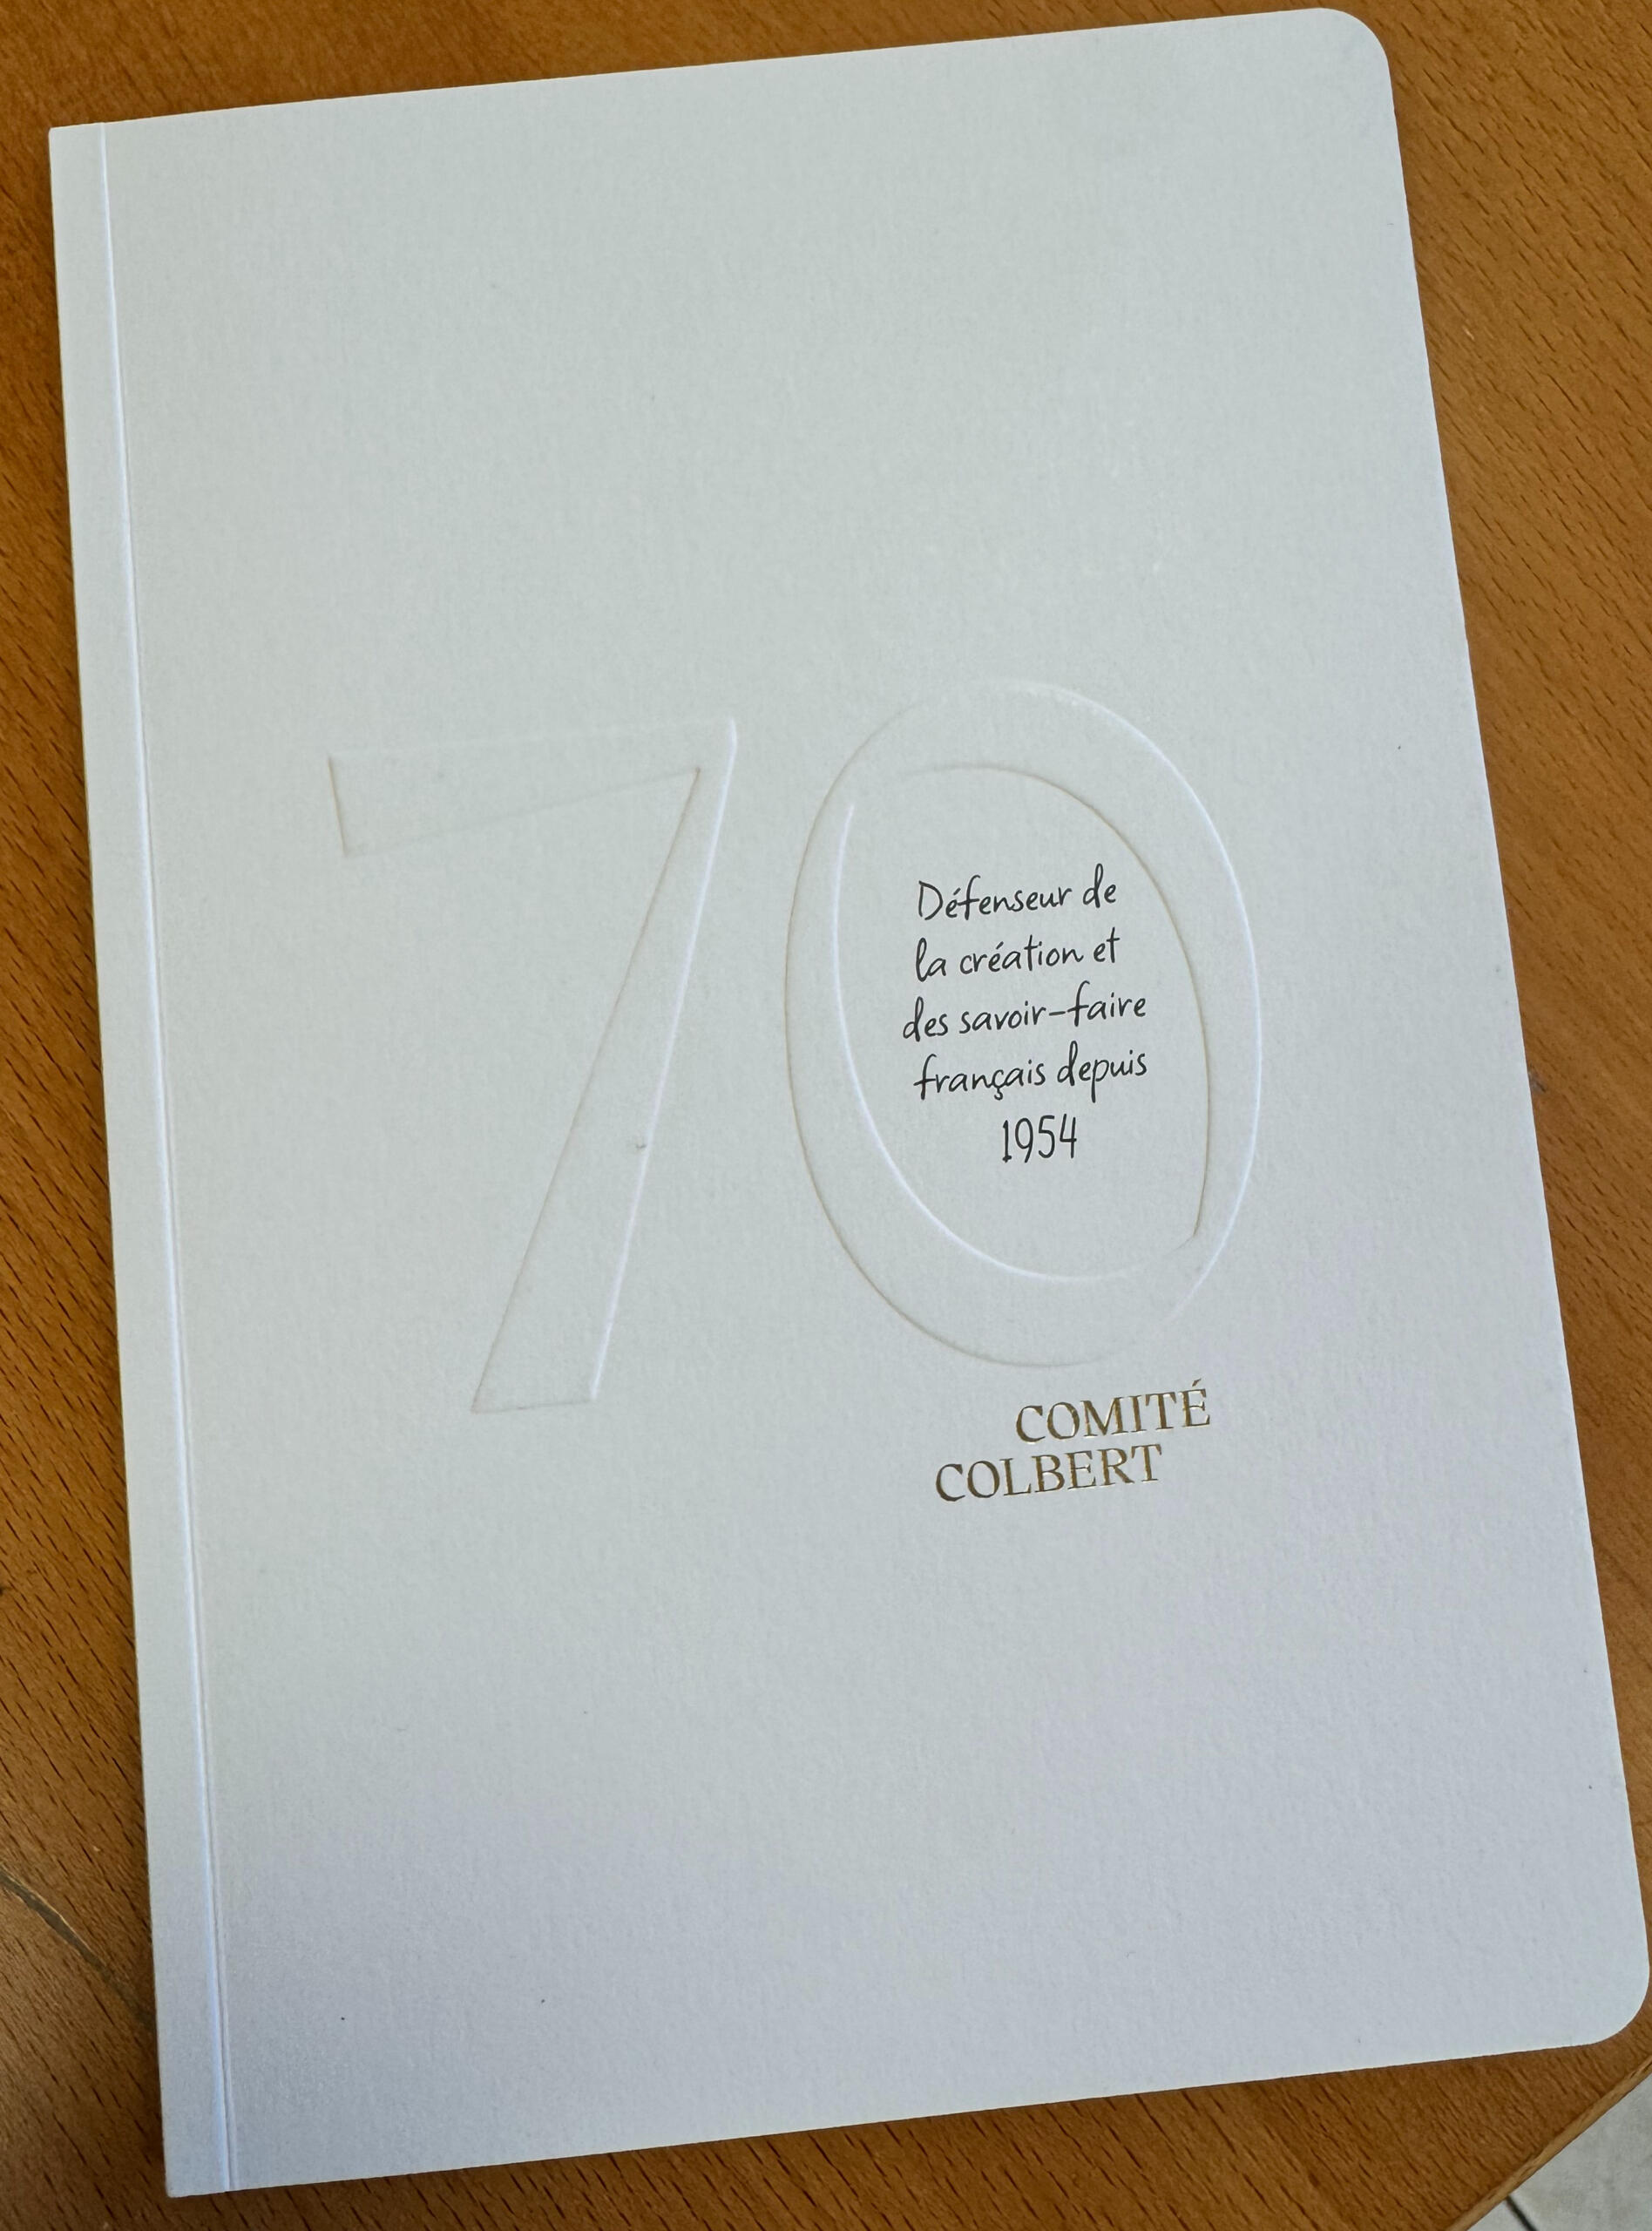 70
Défenseur de
la création et
des savoir-faire
français depuis
1954
COMITÉ
COLBERT